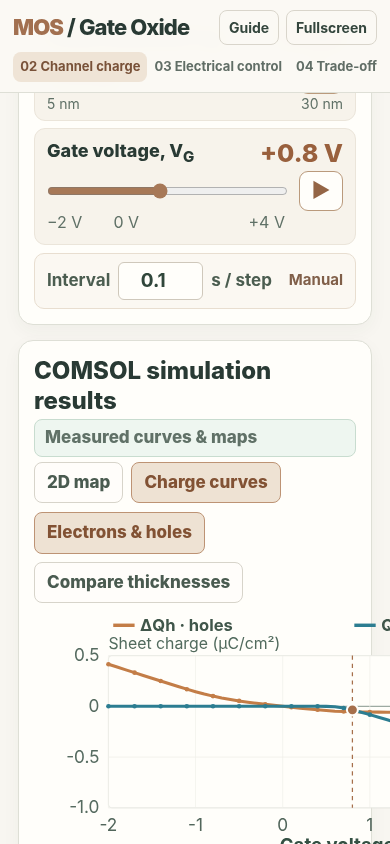 MOS / Gate Oxide Guide Fullscreen
02 Channel charge 03 Electrical control 04 Trade-off
5 nm 30 nm
Gate voltage, VG +0.8 V
−2 V 0 V +4 V
Interval 0.1 s / step Manual
COMSOL simulation
results
Measured curves & maps
2D map Charge curves
Electrons & holes
Compare thicknesses
ΔQh · holes
Sheet charge (μC/cm²)
0.5
0
-0.5
-1.0
-2 -1 0 1
Gate voltage